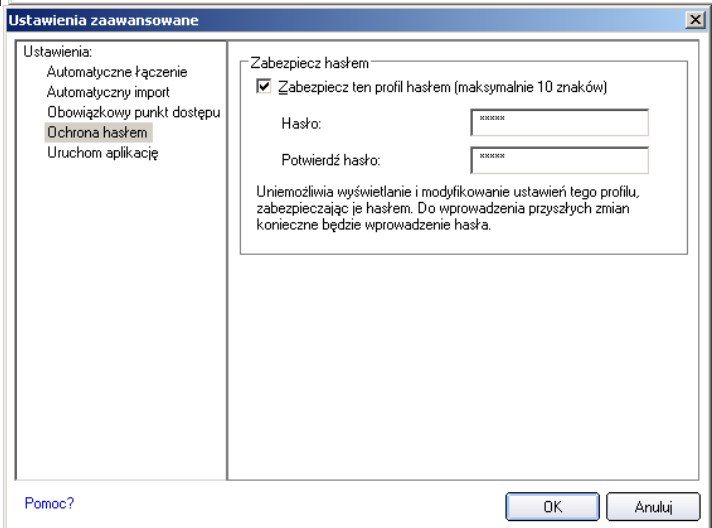 Ustawienia zaawansowane
Ustawienia:
Automatyczne łączenie
Automatyczny import
Obowiązkowy punkt dostępu
Ochrona hasłem
Uruchom aplikację
Zabezpiecz hasłem
Zabezpiecz ten profil hasłem (maksymalnie 10 znaków)
Hasło: *****
Potwierdź hasło: *****
Uniemożliwia wyświetlanie i modyfikowanie ustawień tego profilu,
zabezpieczając je hasłem. Do wprowadzenia przyszłych zmian
konieczne będzie wprowadzenie hasła.
Pomoc?
OK
Anuluj